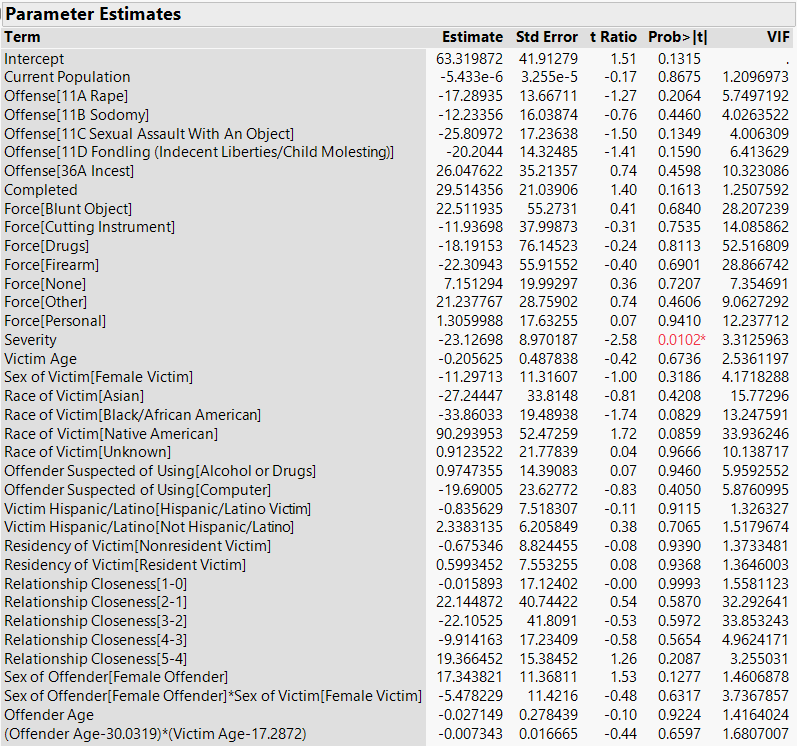 Parameter Estimates
Term Estimate Std Error t Ratio Prob>|t| VIF
Intercept 63.319872 41.91279 1.51 0.1315 .
Current Population -5.433e-6 3.255e-5 -0.17 0.8675 1.2096973
Offense[11A Rape] -17.28935 13.66711 -1.27 0.2064 5.7497192
Offense[11B Sodomy] -12.23356 16.03874 -0.76 0.4460 4.0263522
Offense[11C Sexual Assault With An Object] -25.80972 17.23638 -1.50 0.1349 4.006309
Offense[11D Fondling (Indecent Liberties/Child Molesting)] -20.2044 14.32485 -1.41 0.1590 6.413629
Offense[36A Incest] 26.047622 35.21357 0.74 0.4598 10.323086
Completed 29.514356 21.03906 1.40 0.1613 1.2507592
Force[Blunt Object] 22.511935 55.2731 0.41 0.6840 28.207239
Force[Cutting Instrument] -11.93698 37.99873 -0.31 0.7535 14.085862
Force[Drugs] -18.19153 76.14523 -0.24 0.8113 52.516809
Force[Firearm] -22.30943 55.91552 -0.40 0.6901 28.866742
Force[None] 7.151294 19.99297 0.36 0.7207 7.354691
Force[Other] 21.237767 28.75902 0.74 0.4606 9.0627292
Force[Personal] 1.3059988 17.63255 0.07 0.9410 12.237712
Severity -23.12698 8.970187 -2.58 0.0102* 3.3125963
Victim Age -0.205625 0.487838 -0.42 0.6736 2.5361197
Sex of Victim[Female Victim] -11.29713 11.31607 -1.00 0.3186 4.1718288
Race of Victim[Asian] -27.24447 33.8148 -0.81 0.4208 15.77296
Race of Victim[Black/African American] -33.86033 19.48938 -1.74 0.0829 13.247591
Race of Victim[Native American] 90.293953 52.47259 1.72 0.0859 33.936246
Race of Victim[Unknown] 0.9123522 21.77839 0.04 0.9666 10.138717
Offender Suspected of Using[Alcohol or Drugs] 0.9747355 14.39083 0.07 0.9460 5.9592552
Offender Suspected of Using[Computer] -19.69005 23.62772 -0.83 0.4050 5.8760995
Victim Hispanic/Latino[Hispanic/Latino Victim] -0.835629 7.518307 -0.11 0.9115 1.326327
Victim Hispanic/Latino[Not Hispanic/Latino] 2.3383135 6.205849 0.38 0.7065 1.5179674
Residency of Victim[Nonresident Victim] -0.675346 8.824455 -0.08 0.9390 1.3733481
Residency of Victim[Resident Victim] 0.5993452 7.553255 0.08 0.9368 1.3646003
Relationship Closeness[1-0] -0.015893 17.12402 -0.00 0.9993 1.5581123
Relationship Closeness[2-1] 22.144872 40.74422 0.54 0.5870 32.292641
Relationship Closeness[3-2] -22.10525 41.8091 -0.53 0.5972 33.853243
Relationship Closeness[4-3] -9.914163 17.23409 -0.58 0.5654 4.9624171
Relationship Closeness[5-4] 19.366452 15.38452 1.26 0.2087 3.255031
Sex of Offender[Female Offender] 17.343821 11.36811 1.53 0.1277 1.4606878
Sex of Offender[Female Offender]*Sex of Victim[Female Victim] -5.478229 11.4216 -0.48 0.6317 3.7367857
Offender Age -0.027149 0.278439 -0.10 0.9224 1.4164024
(Offender Age-30.0319)*(Victim Age-17.2872) -0.007343 0.016665 -0.44 0.6597 1.6807007